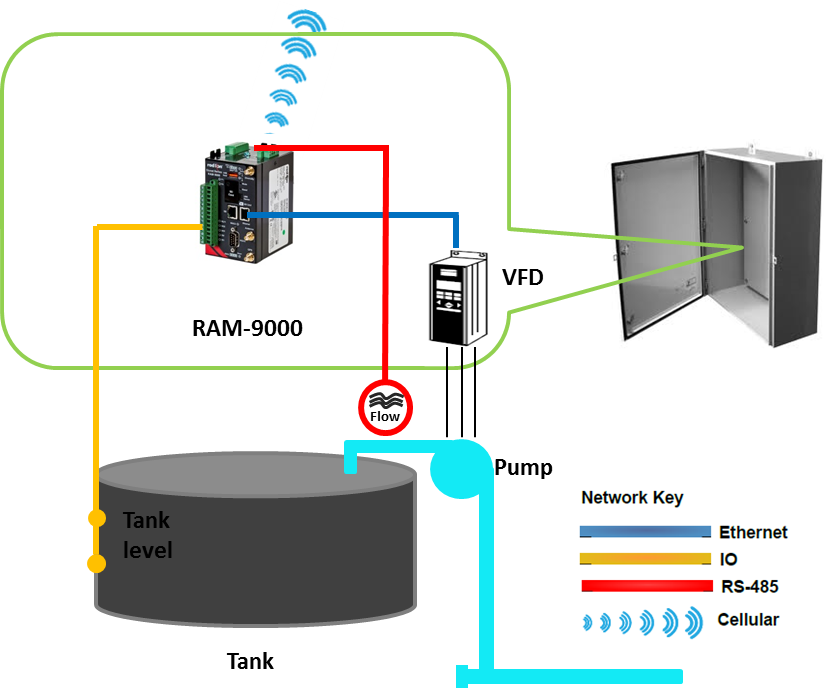 RAM-9000
VFD
Flow
Pump
Tank
level
Tank
Network Key
Ethernet
IO
RS-485
Cellular